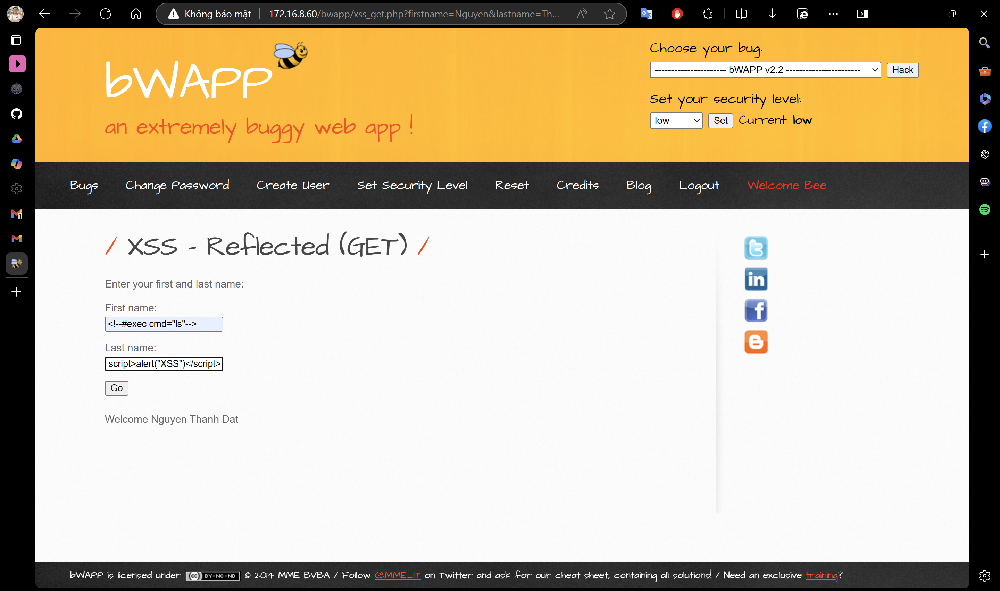 Không bảo mật
172.16.8.60/bwapp/xss_get.php?firstname=Nguyen&lastname=Th...
bWAPP
an extremely buggy web app !
Choose your bug:
---------------------- bWAPP v2.2 -----------------------
Hack
Set your security level:
low
Set
Current: low
Bugs
Change Password
Create User
Set Security Level
Reset
Credits
Blog
Logout
Welcome Bee
/ XSS - Reflected (GET) /
Enter your first and last name:
First name:
<!--#exec cmd="ls"-->
Last name:
script>alert("XSS")</script>
Go
Welcome Nguyen Thanh Dat
bWAPP is licensed under (cc) BY-NC-ND © 2014 MME BVBA / Follow @MME_IT on Twitter and ask for our cheat sheet, containing all solutions! / Need an exclusive training?